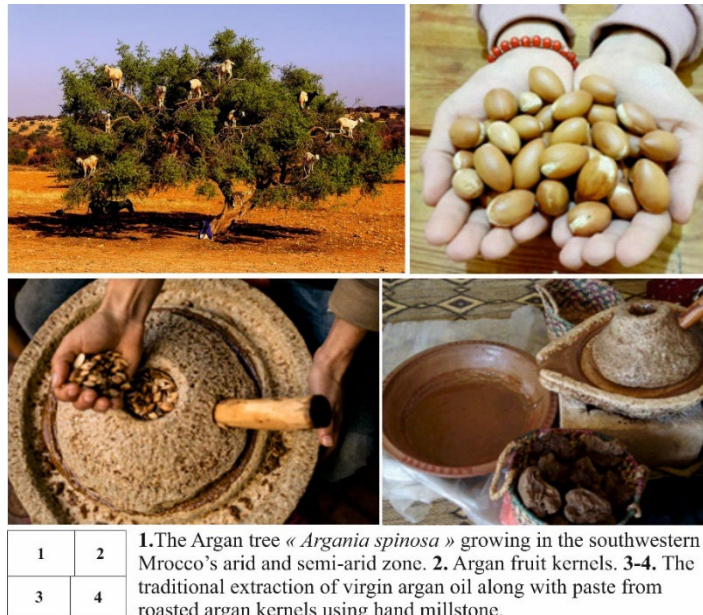 1 2
3 4
1.The Argan tree « Argania spinosa » growing in the southwestern
Mrocco’s arid and semi-arid zone. 2. Argan fruit kernels. 3-4. The
traditional extraction of virgin argan oil along with paste from
roasted argan kernels using hand millstone.